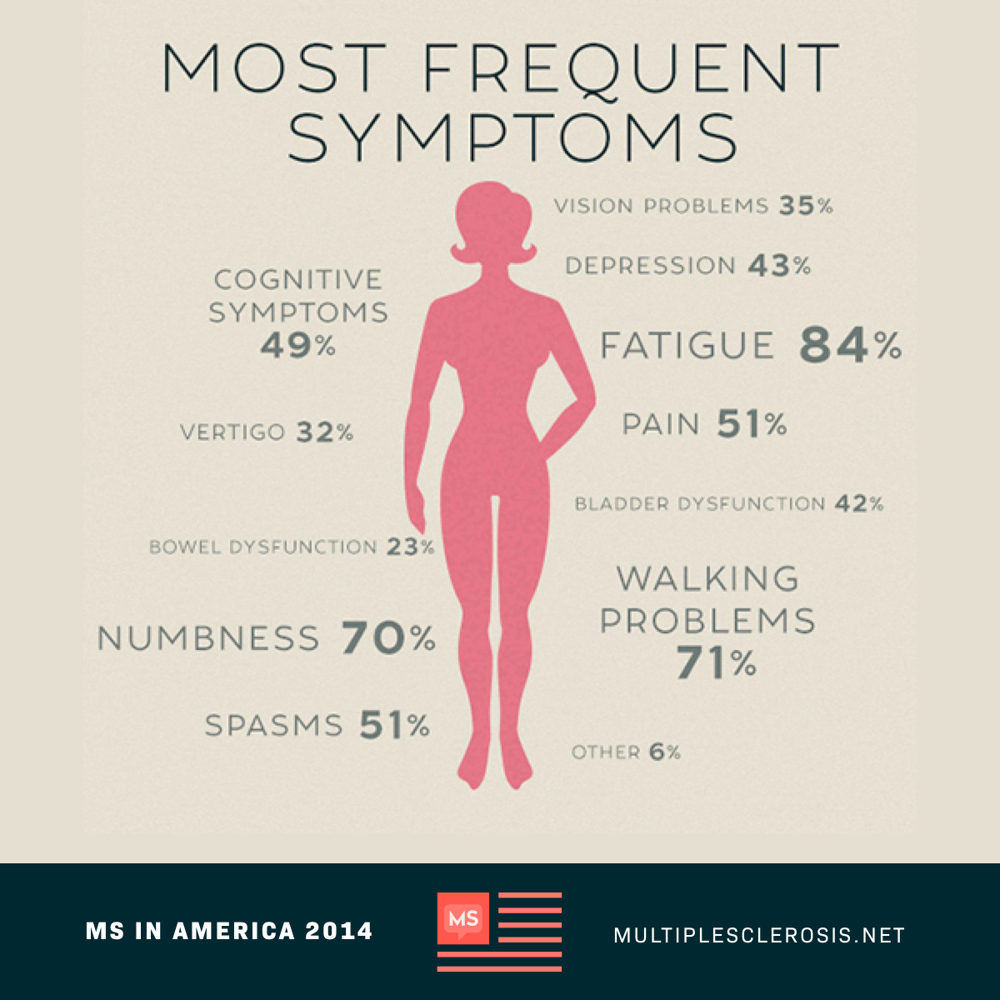 MOST FREQUENT
SYMPTOMS
VISION PROBLEMS 35%
DEPRESSION 43%
COGNITIVE
SYMPTOMS
49%
FATIGUE 84%
PAIN 51%
VERTIGO 32%
BLADDER DYSFUNCTION 42%
BOWEL DYSFUNCTION 23%
WALKING
PROBLEMS
71%
NUMBNESS 70%
SPASMS 51%
OTHER 6%
MS IN AMERICA 2014
MS
MULTIPLESCLEROSIS.NET